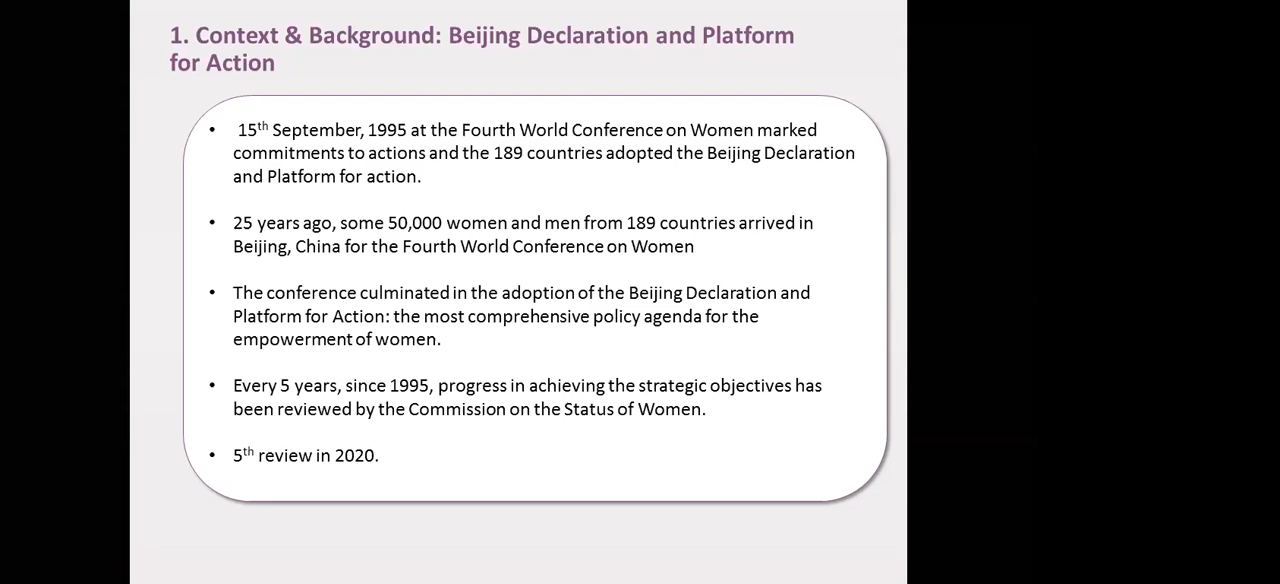 1. Context & Background: Beijing Declaration and Platform
for Action
• 15th September, 1995 at the Fourth World Conference on Women marked
commitments to actions and the 189 countries adopted the Beijing Declaration
and Platform for action.
• 25 years ago, some 50,000 women and men from 189 countries arrived in
Beijing, China for the Fourth World Conference on Women
• The conference culminated in the adoption of the Beijing Declaration and
Platform for Action: the most comprehensive policy agenda for the
empowerment of women.
• Every 5 years, since 1995, progress in achieving the strategic objectives has
been reviewed by the Commission on the Status of Women.
• 5th review in 2020.